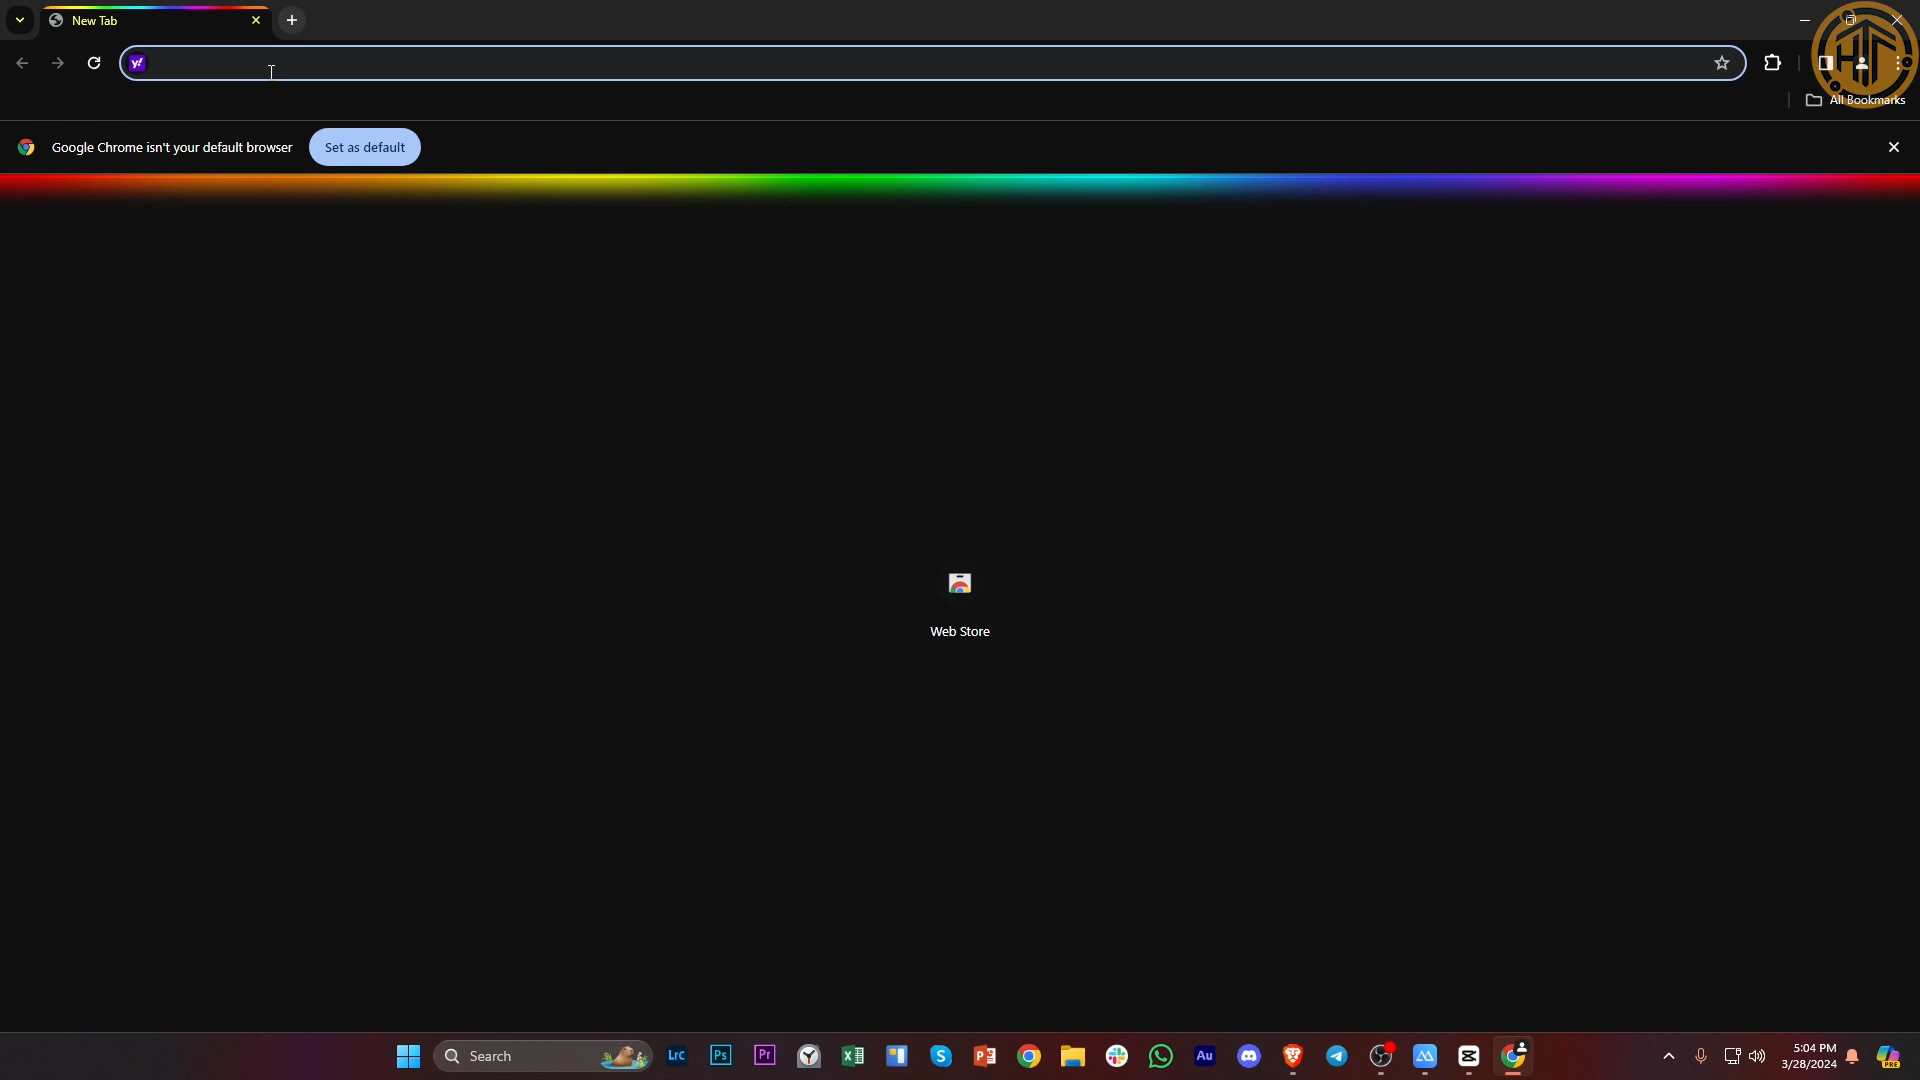 New Tab
y!
All Bookmarks
Google Chrome isn't your default browser
Set as default
Web Store
Search
LrC
Ps
Pr
Au
5:04 PM
3/28/2024
PRE